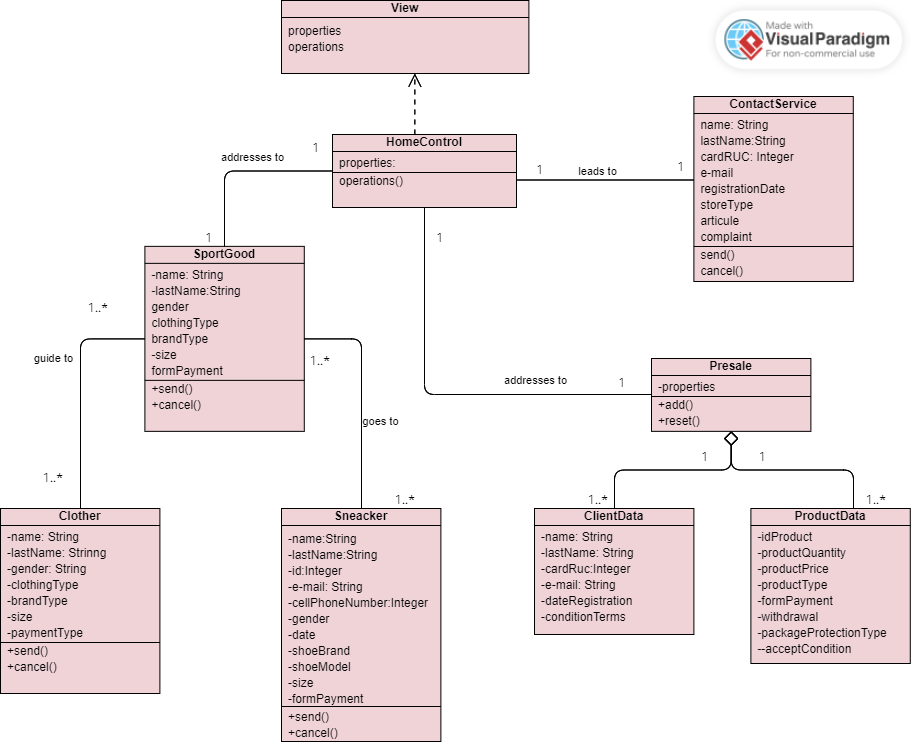 View
properties
operations
Made with
VisualParadigm
For non-commercial use
HomeControl
properties:
operations()
addresses to
1
1
1
leads to
1
1
ContactService
name: String
lastName:String
cardRUC: Integer
e-mail
registrationDate
storeType
articule
complaint
send()
cancel()
SportGood
-name: String
-lastName:String
gender
clothingType
brandType
-size
formPayment
+send()
+cancel()
1..*
guide to
1..*
1..*
goes to
1..*
addresses to
1
Presale
-properties
+add()
+reset()
1
1
1..*
1..*
Clother
-name: String
-lastName: Strinng
-gender: String
-clothingType
-brandType
-size
-paymentType
+send()
+cancel()
Sneacker
-name:String
-lastName:String
-id:Integer
-e-mail: String
-cellPhoneNumber:Integer
-gender
-date
-shoeBrand
-shoeModel
-size
-formPayment
+send()
+cancel()
ClientData
-name: String
-lastName: String
-cardRuc:Integer
-e-mail: String
-dateRegistration
-conditionTerms
ProductData
-idProduct
-productQuantity
-productPrice
-productType
-formPayment
-withdrawal
-packageProtectionType
--acceptCondition